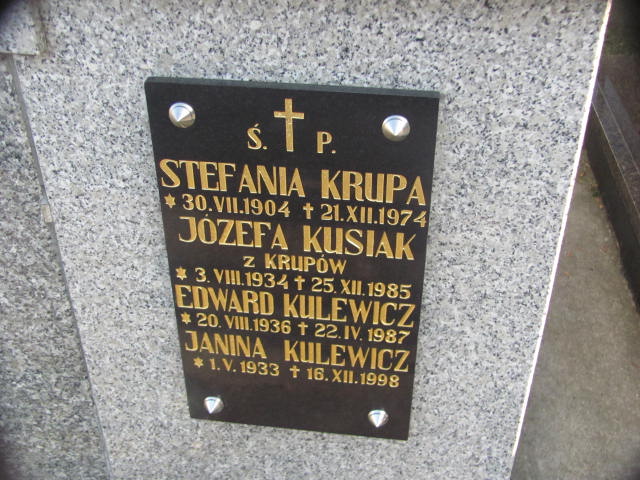 Ś. P.
STEFANIA KRUPA
* 30.VII.1904 † 21.XII.1974
JÓZEFA KUSIAK
Z KRUPÓW
* 3.VIII.1934 † 25.XII.1985
EDWARD KULEWICZ
* 20.VIII.1936 † 22.IV.1987
JANINA KULEWICZ
* 1.V.1933 † 16.XII.1998